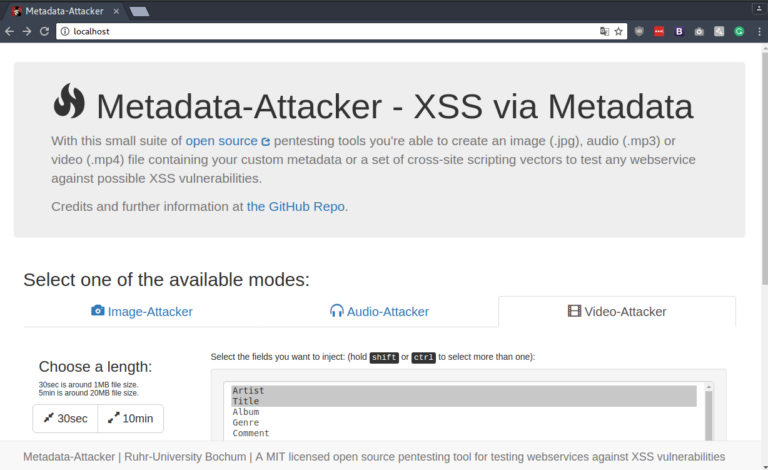 Metadata-Attacker
localhost
Metadata-Attacker - XSS via Metadata
With this small suite of open source pentesting tools you're able to create an image (.jpg), audio (.mp3) or
video (.mp4) file containing your custom metadata or a set of cross-site scripting vectors to test any webservice
against possible XSS vulnerabilities.
Credits and further information at the GitHub Repo.
Select one of the available modes:
Image-Attacker Audio-Attacker Video-Attacker
Choose a length:
30sec is around 1MB file size.
5min is around 20MB file size.
30sec 10min
Select the fields you want to inject: (hold shift or ctrl to select more than one):
Artist
Title
Album
Genre
Comment
Metadata-Attacker | Ruhr-University Bochum | A MIT licensed open source pentesting tool for testing webservices against XSS vulnerabilities